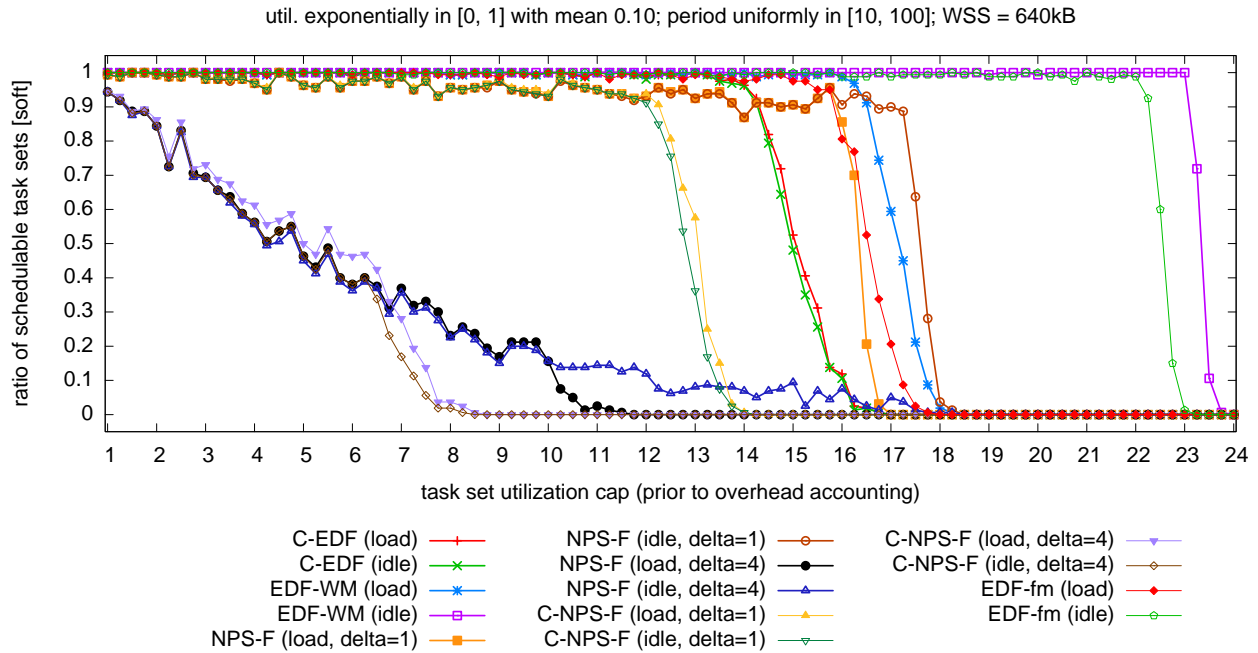 util. exponentially in [0, 1] with mean 0.10; period uniformly in [10, 100]; WSS = 640kB
ratio of schedulable task sets [soft]
1
0.9
0.8
0.7
0.6
0.5
0.4
0.3
0.2
0.1
0
1 2 3 4 5 6 7 8 9 10 11 12 13 14 15 16 17 18 19 20 21 22 23 24
task set utilization cap (prior to overhead accounting)
C-EDF (load)
C-EDF (idle)
EDF-WM (load)
EDF-WM (idle)
NPS-F (load, delta=1)
NPS-F (idle, delta=1)
NPS-F (load, delta=4)
NPS-F (idle, delta=4)
C-NPS-F (load, delta=1)
C-NPS-F (idle, delta=1)
C-NPS-F (load, delta=4)
C-NPS-F (idle, delta=4)
EDF-fm (load)
EDF-fm (idle)